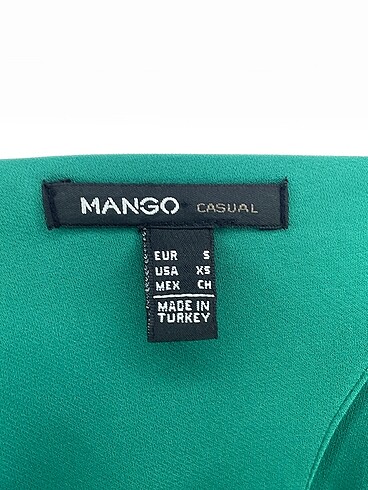 MANGO CASUAL
EUR S
USA XS
MEX CH
MADE IN
TURKEY